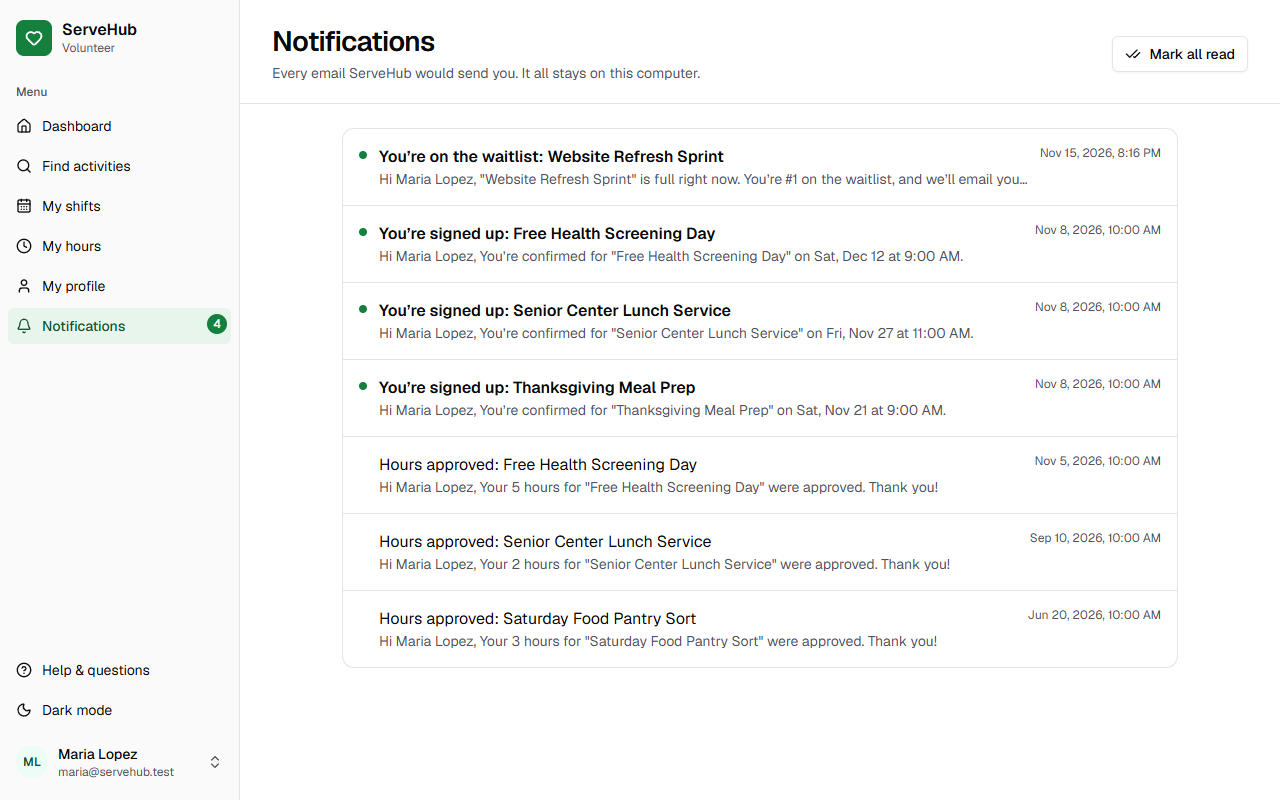 ServeHub
Volunteer
Menu
Dashboard
Find activities
My shifts
My hours
My profile
Notifications 4
Help & questions
Dark mode
ML
Maria Lopez
maria@servehub.test
Notifications
Every email ServeHub would send you. It all stays on this computer.
Mark all read
You’re on the waitlist: Website Refresh Sprint Nov 15, 2026, 8:16 PM
Hi Maria Lopez, "Website Refresh Sprint" is full right now. You’re #1 on the waitlist, and we’ll email you…
You’re signed up: Free Health Screening Day Nov 8, 2026, 10:00 AM
Hi Maria Lopez, You’re confirmed for "Free Health Screening Day" on Sat, Dec 12 at 9:00 AM.
You’re signed up: Senior Center Lunch Service Nov 8, 2026, 10:00 AM
Hi Maria Lopez, You’re confirmed for "Senior Center Lunch Service" on Fri, Nov 27 at 11:00 AM.
You’re signed up: Thanksgiving Meal Prep Nov 8, 2026, 10:00 AM
Hi Maria Lopez, You’re confirmed for "Thanksgiving Meal Prep" on Sat, Nov 21 at 9:00 AM.
Hours approved: Free Health Screening Day Nov 5, 2026, 10:00 AM
Hi Maria Lopez, Your 5 hours for "Free Health Screening Day" were approved. Thank you!
Hours approved: Senior Center Lunch Service Sep 10, 2026, 10:00 AM
Hi Maria Lopez, Your 2 hours for "Senior Center Lunch Service" were approved. Thank you!
Hours approved: Saturday Food Pantry Sort Jun 20, 2026, 10:00 AM
Hi Maria Lopez, Your 3 hours for "Saturday Food Pantry Sort" were approved. Thank you!